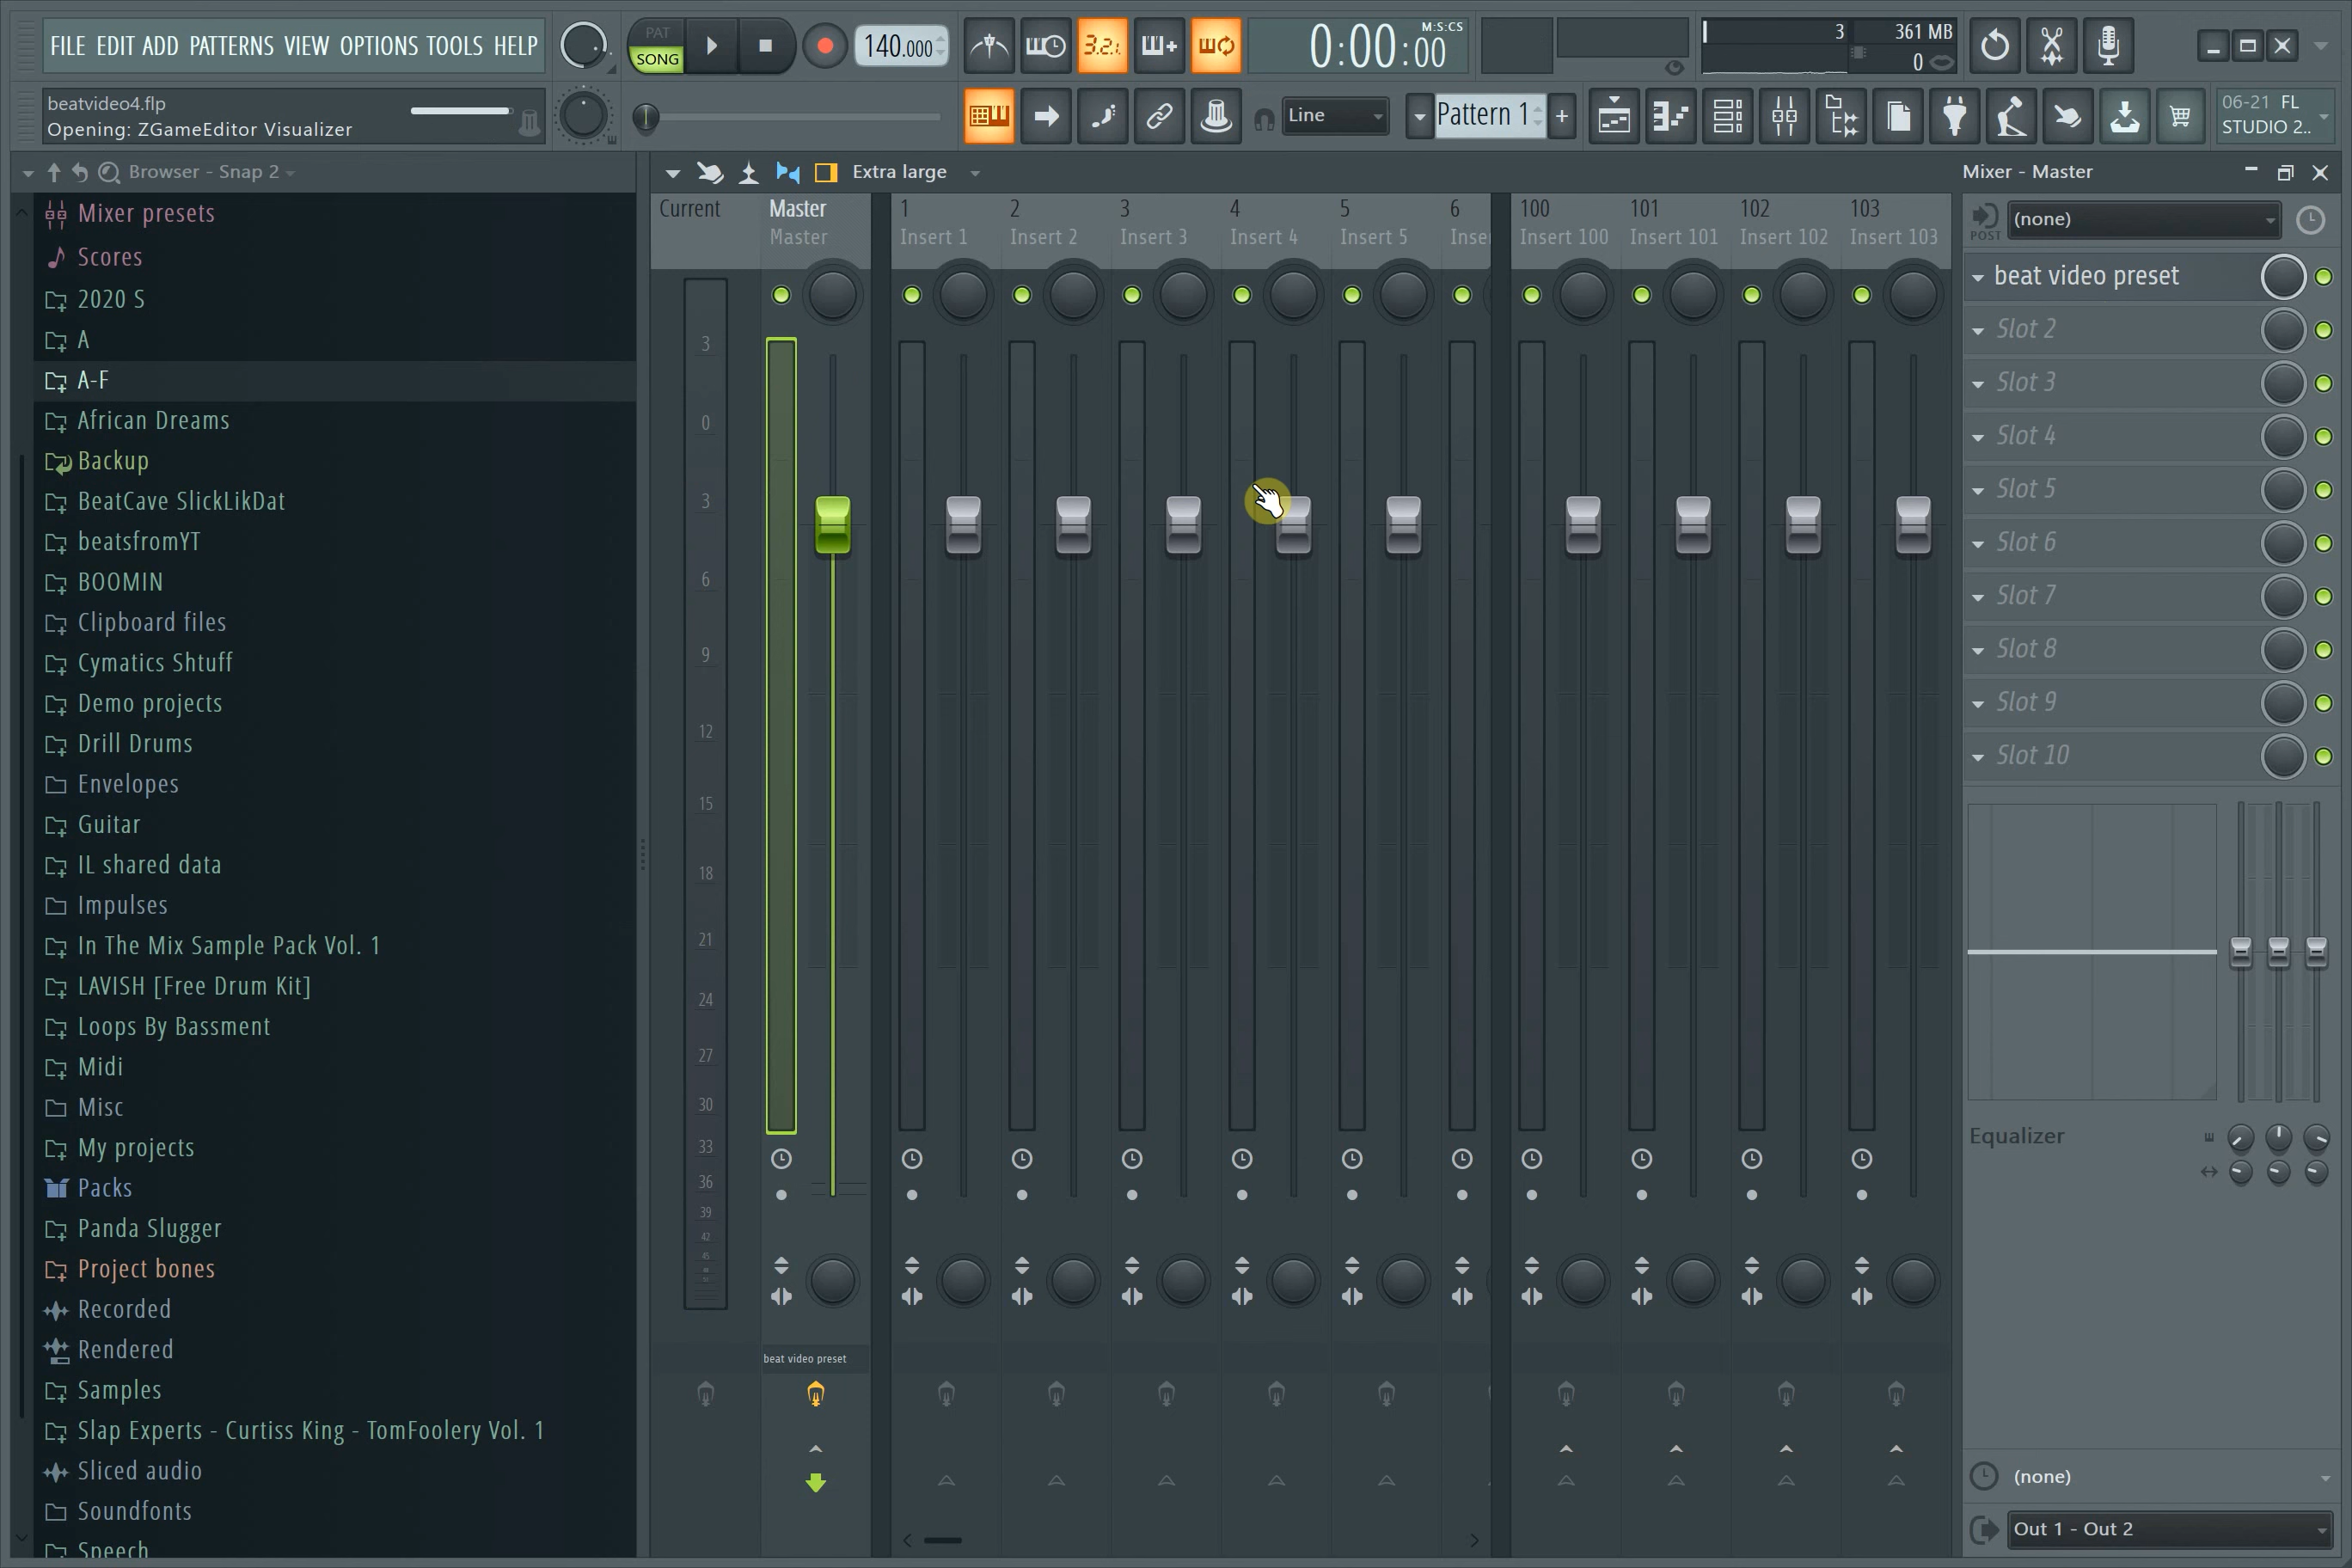 FILE EDIT ADD PATTERNS VIEW OPTIONS TOOLS HELP
PAT
SONG
140.000
3.2.
0:00:00
M:S:CS
3
361 MB
0
beatvideo4.flp
Opening: ZGameEditor Visualizer
Line
Pattern 1
+
06-21 FL
STUDIO 2..
Browser - Snap 2
Mixer presets
Scores
2020 S
A
A-F
African Dreams
Backup
BeatCave SlickLikDat
beatsfromYT
BOOMIN
Clipboard files
Cymatics Shtuff
Demo projects
Drill Drums
Envelopes
Guitar
IL shared data
Impulses
In The Mix Sample Pack Vol. 1
LAVISH [Free Drum Kit]
Loops By Bassment
Midi
Misc
My projects
Packs
Panda Slugger
Project bones
Recorded
Rendered
Samples
Slap Experts - Curtiss King - TomFoolery Vol. 1
Sliced audio
Soundfonts
Speech
Extra large
Current
Master
Master
1
Insert 1
2
Insert 2
3
Insert 3
4
Insert 4
5
Insert 5
6
Inse
100
Insert 100
101
Insert 101
102
Insert 102
103
Insert 103
3
0
3
6
9
12
15
18
21
24
27
30
33
36
39
42
45
beat video preset
Mixer - Master
POST
(none)
beat video preset
Slot 2
Slot 3
Slot 4
Slot 5
Slot 6
Slot 7
Slot 8
Slot 9
Slot 10
Equalizer
(none)
Out 1 - Out 2